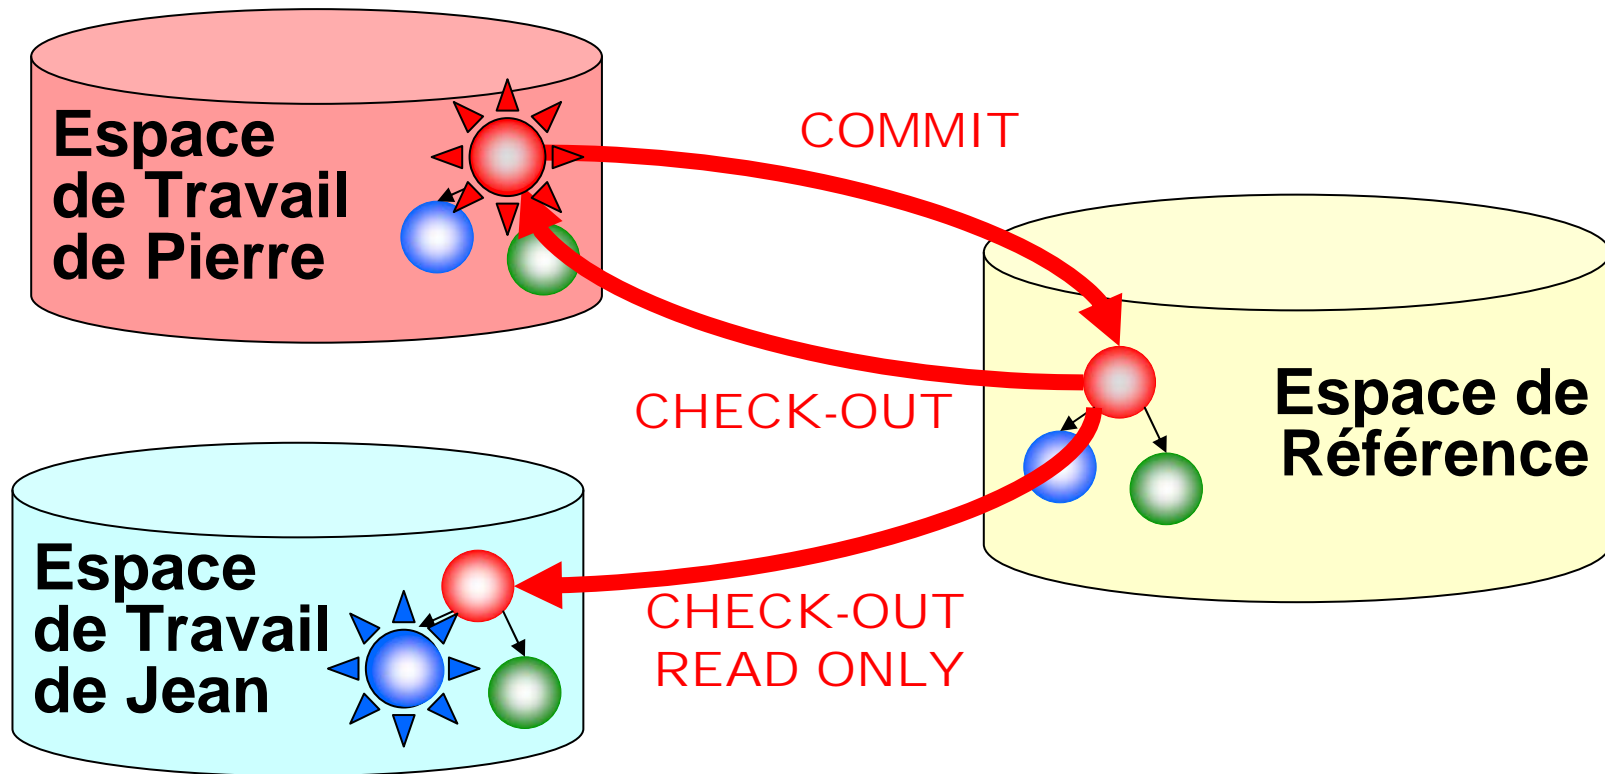 Espace
de Travail
de Pierre
COMMIT
Espace de
Référence
CHECK-OUT
Espace
de Travail
de Jean
CHECK-OUT
READ ONLY